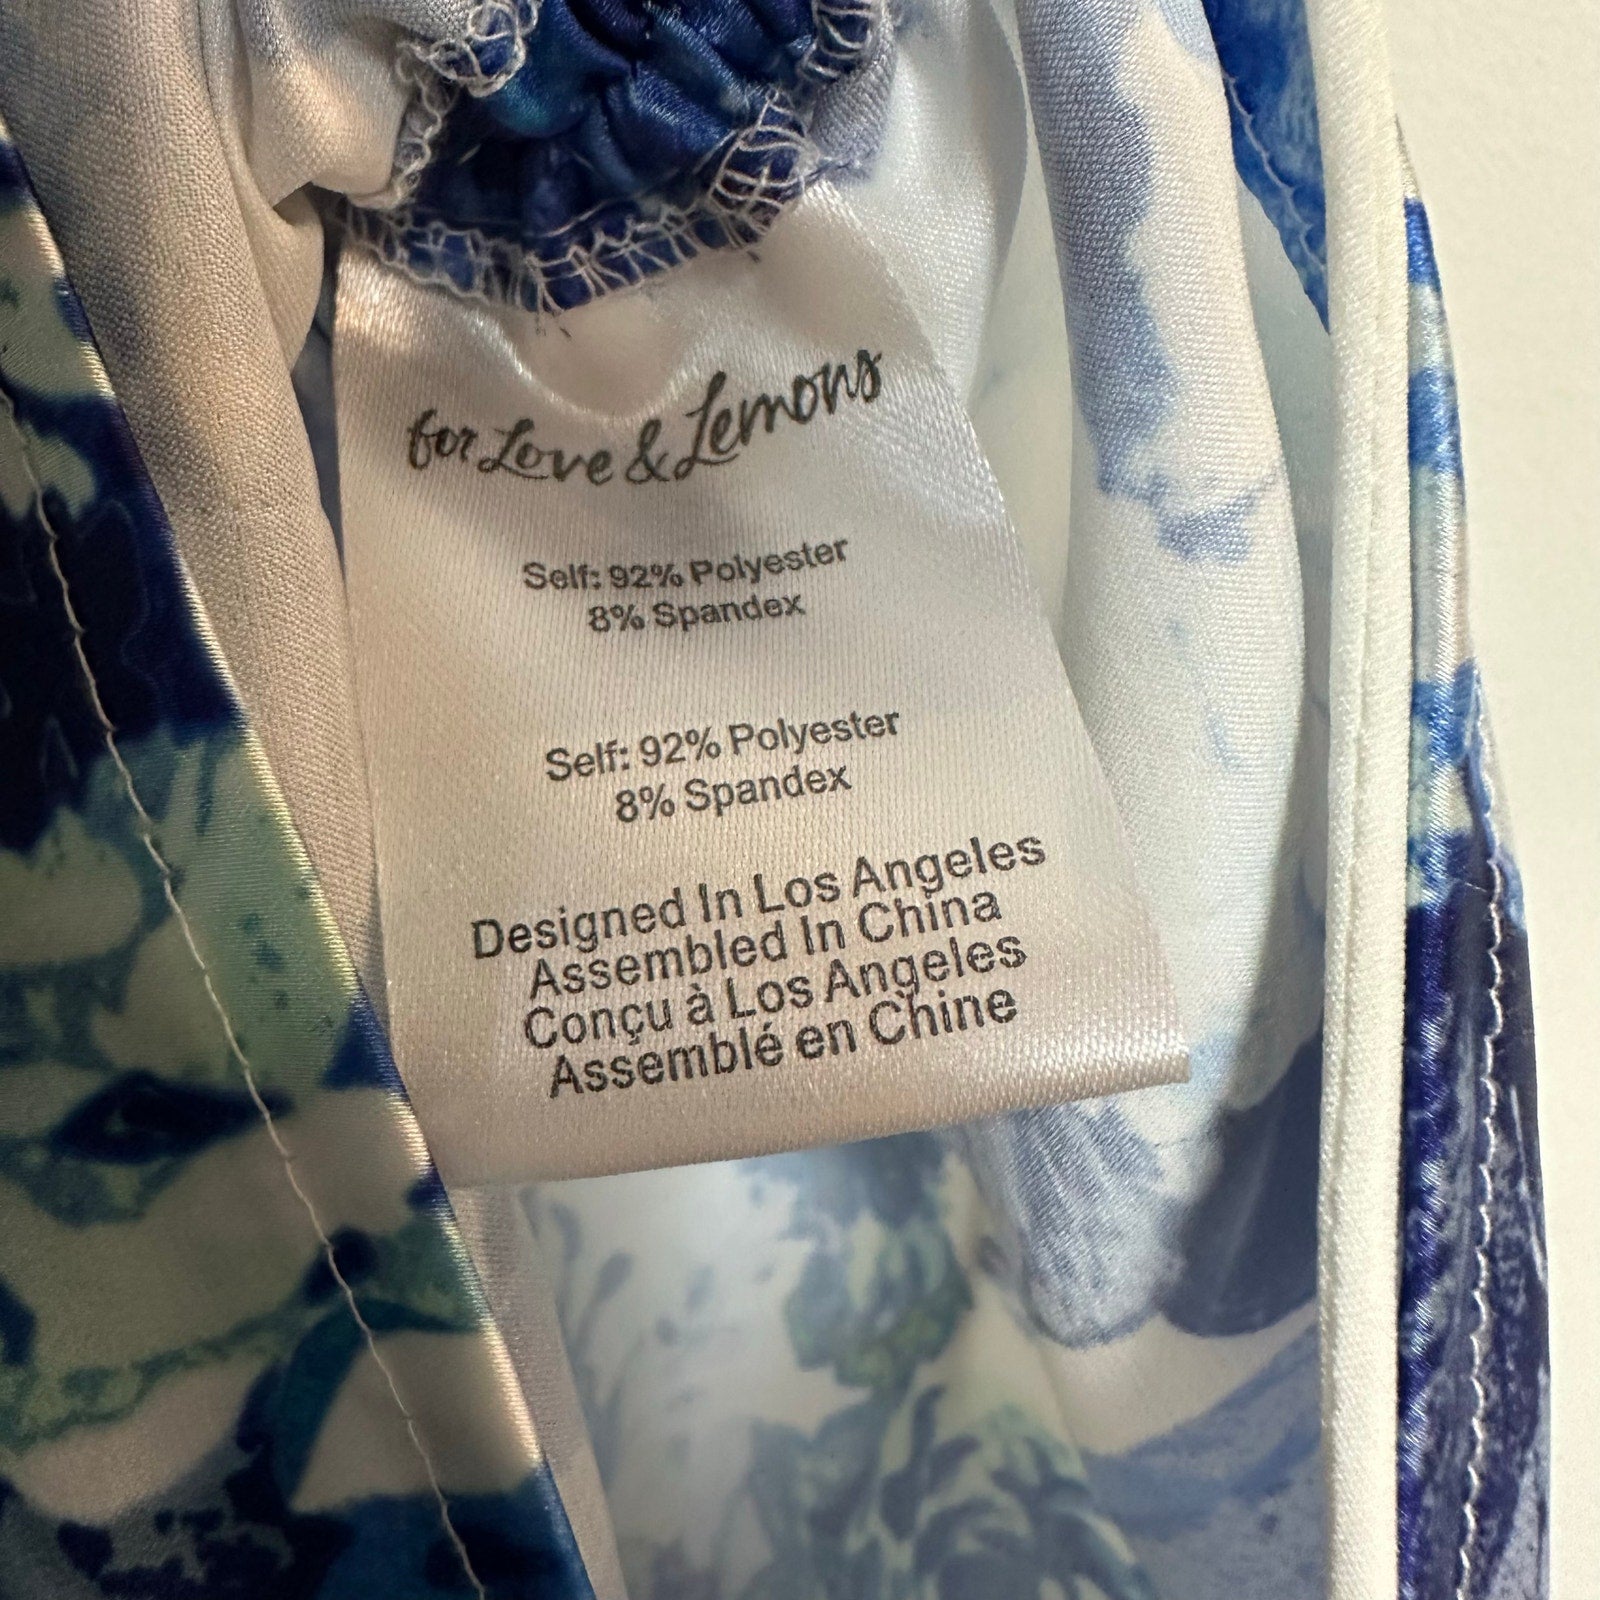 for Love & Lemons
Self: 92% Polyester
8% Spandex
Self: 92% Polyester
8% Spandex
Designed In Los Angeles
Assembled In China
Conçu à Los Angeles
Assemblé en Chine